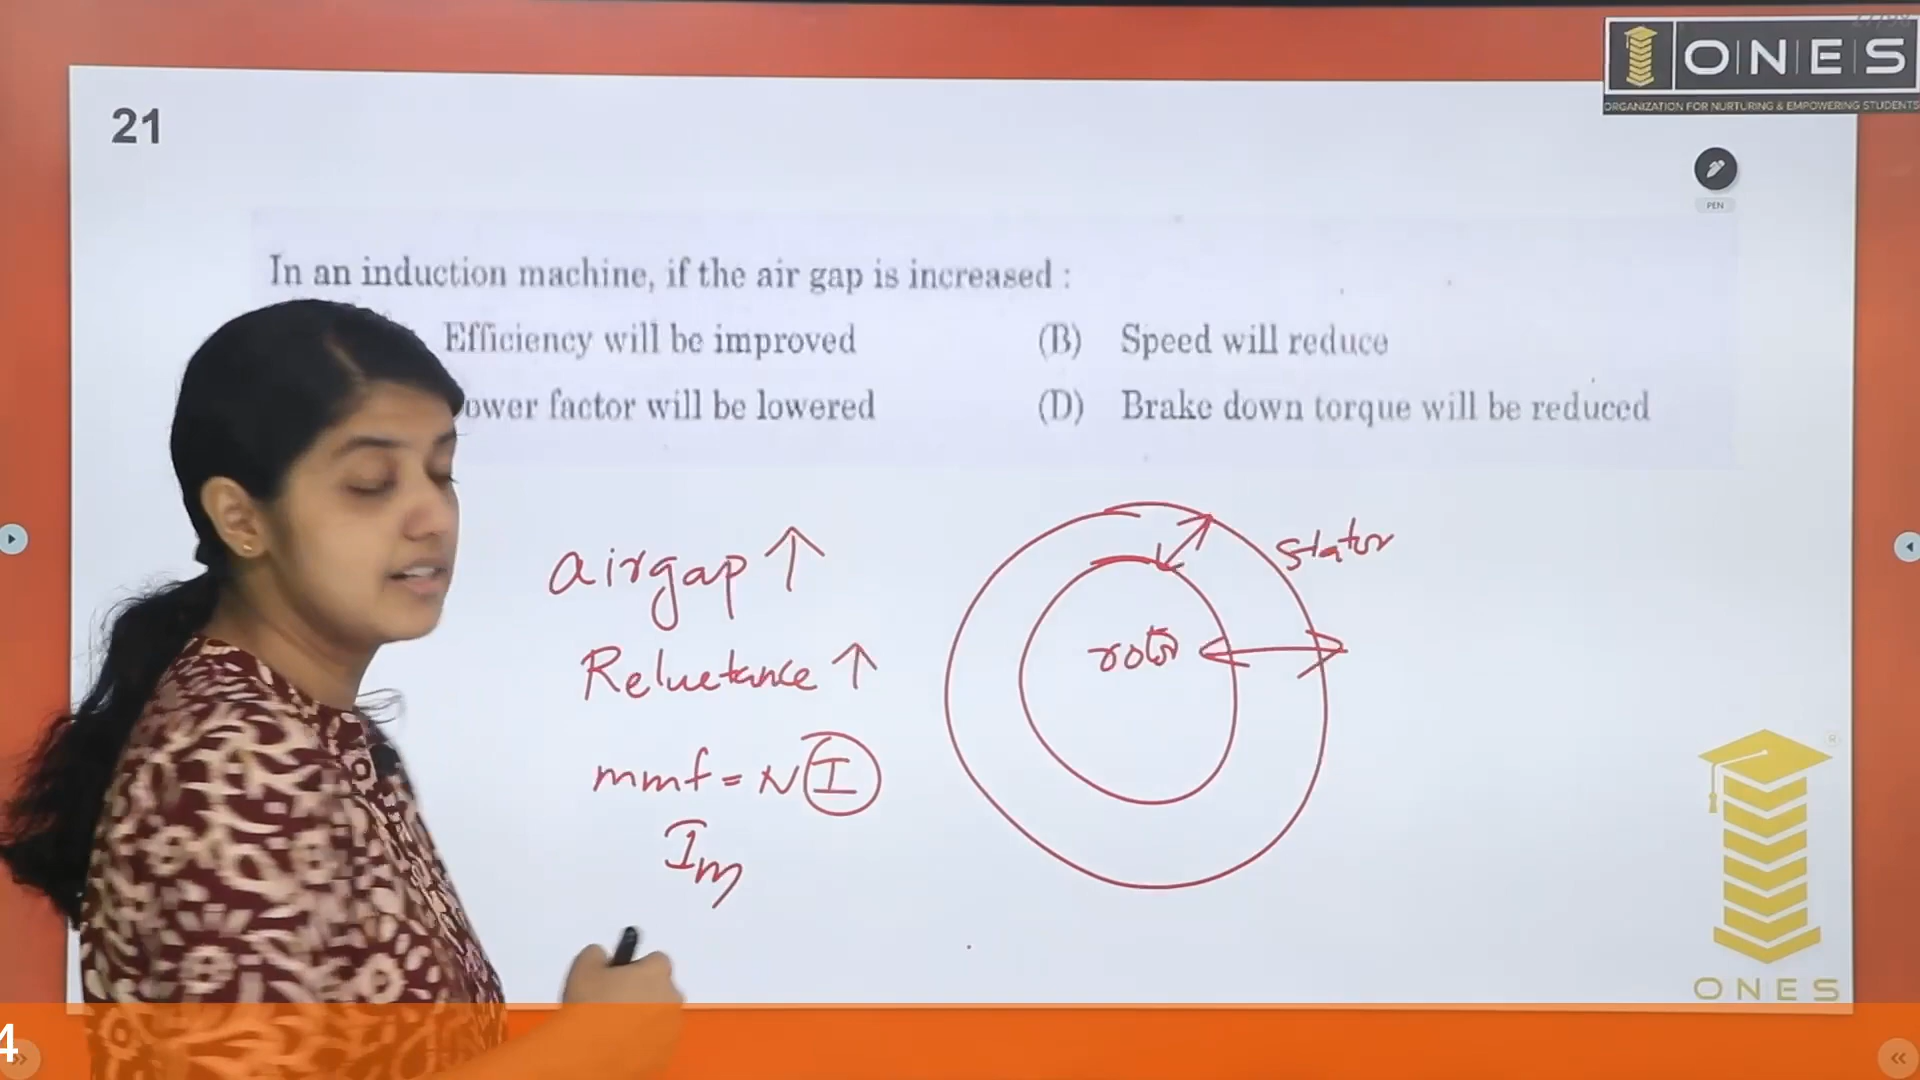 ONES
ORGANIZATION FOR NURTURING & EMPOWERING STUDENTS
21
PEN
In an induction machine, if the air gap is increased :
Efficiency will be improved
(B) Speed will reduce
ower factor will be lowered
(D) Brake down torque will be reduced
airgap ↑
Stator
Reluctance ↑
rotor
mmf = N I
Im
ONES
4